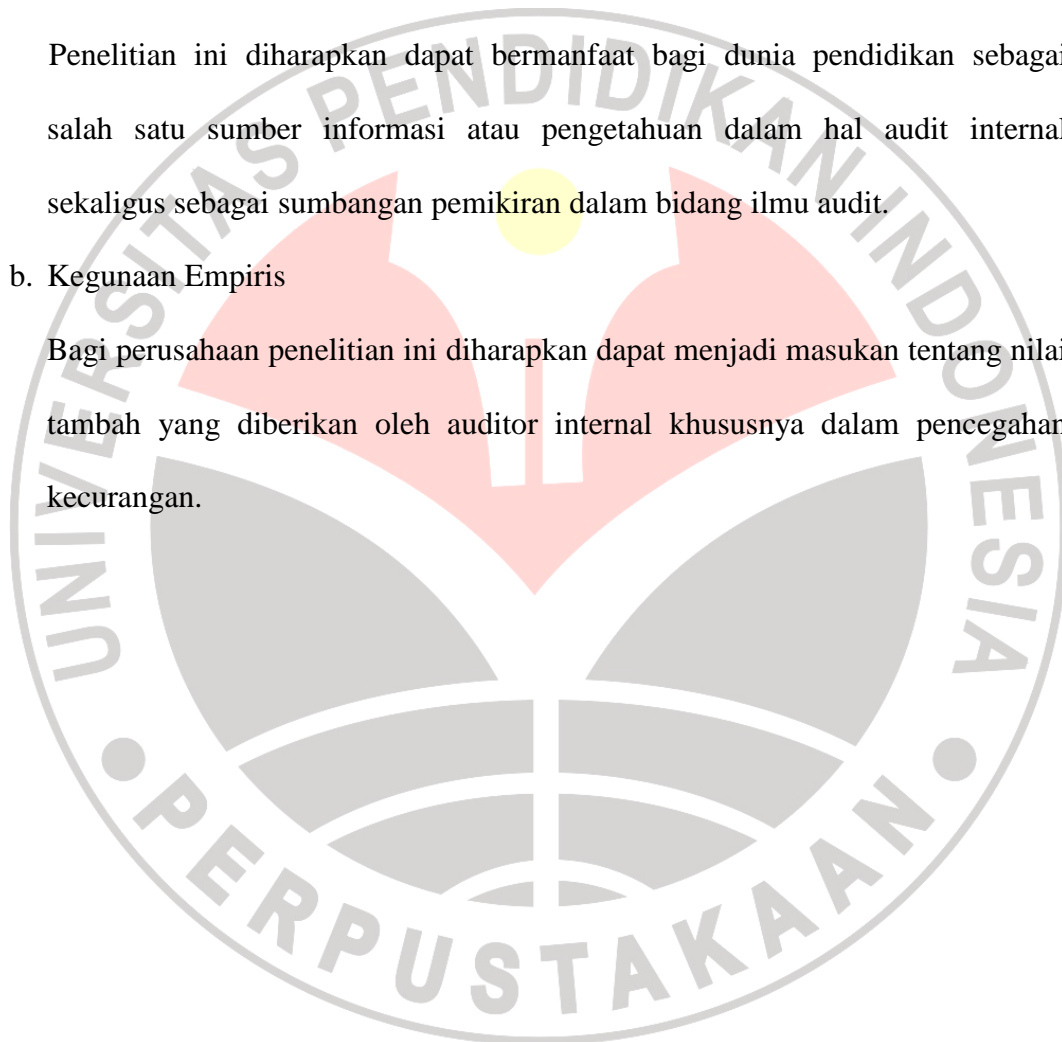 Penelitian ini diharapkan dapat bermanfaat bagi dunia pendidikan sebagai
salah satu sumber informasi atau pengetahuan dalam hal audit internal
sekaligus sebagai sumbangan pemikiran dalam bidang ilmu audit.
b. Kegunaan Empiris
Bagi perusahaan penelitian ini diharapkan dapat menjadi masukan tentang nilai
tambah yang diberikan oleh auditor internal khususnya dalam pencegahan
kecurangan.
UNIVERSITAS PENDIDIKAN INDONESIA
PERPUSTAKAAN